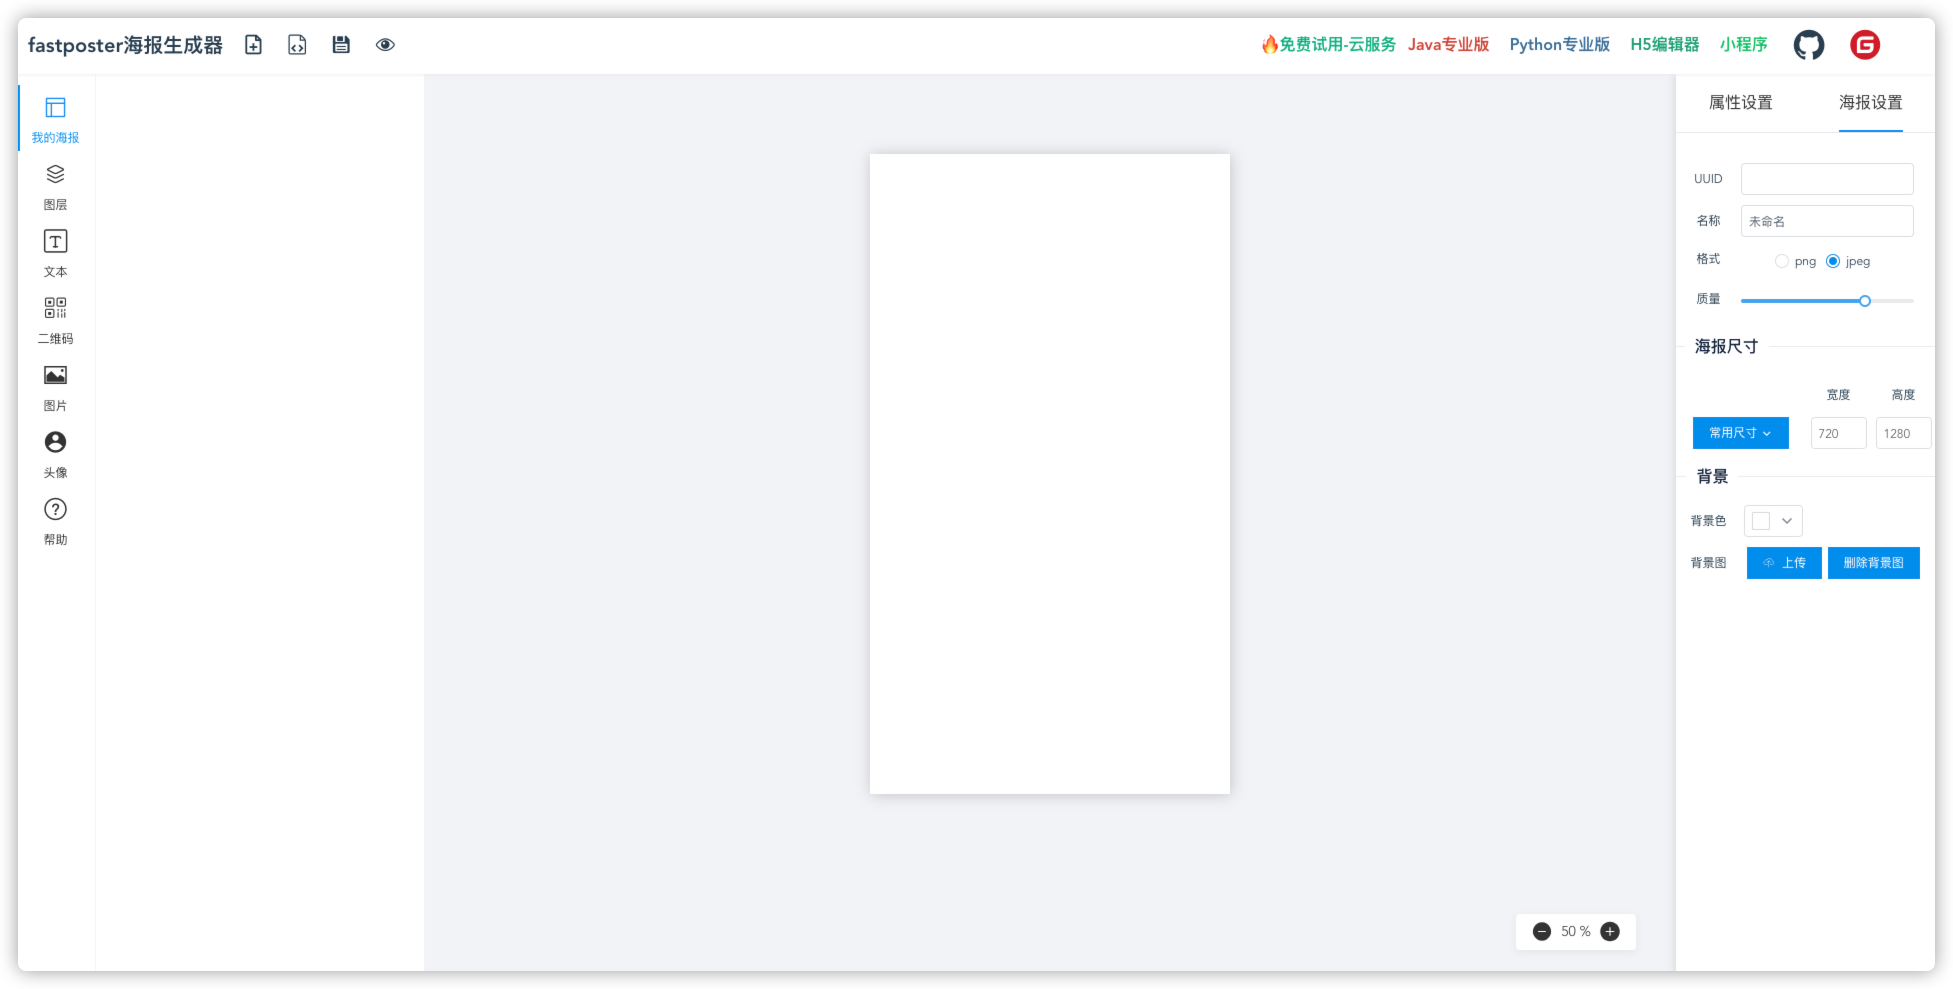 fastposter海报生成器
免费试用-云服务 Java专业版 Python专业版 H5编辑器 小程序
我的海报
图层
文本
二维码
图片
头像
帮助
50 %
属性设置 海报设置
UUID
名称 未命名
格式 png jpeg
质量
海报尺寸
宽度 高度
常用尺寸 720 1280
背景
背景色
背景图 上传 删除背景图